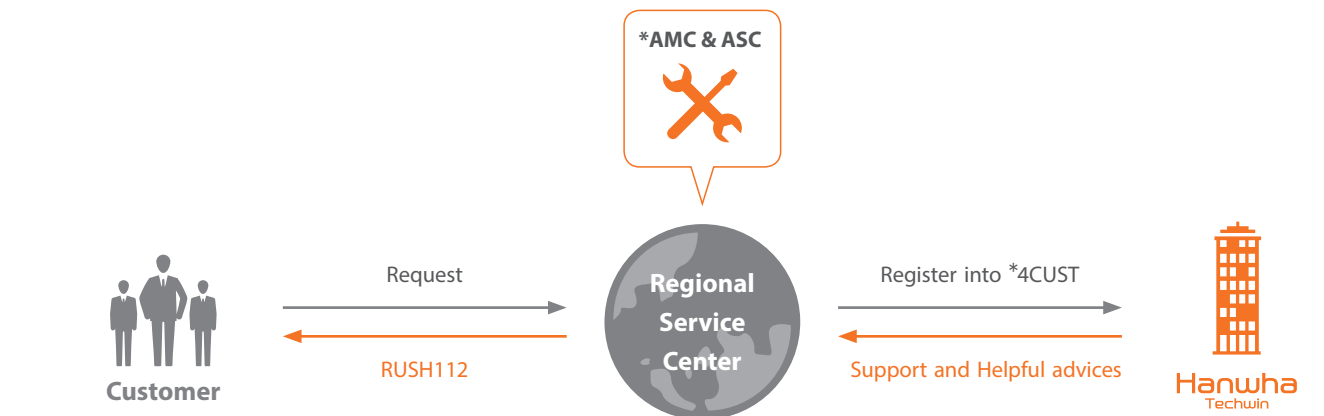 *AMC & ASC
Request
RUSH112
Customer
Regional
Service
Center
Register into *4CUST
Support and Helpful advices
Hanwha
Techwin